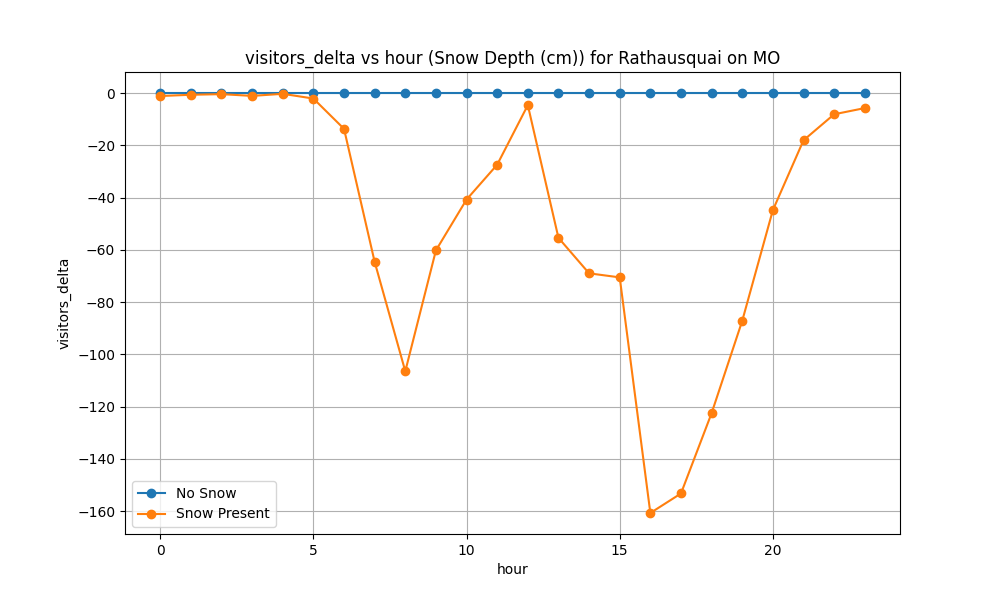 visitors_delta vs hour (Snow Depth (cm)) for Rathausquai on MO
visitors_delta
0
−20
−40
−60
−80
−100
−120
−140
−160
No Snow
Snow Present
0
5
10
15
20
hour